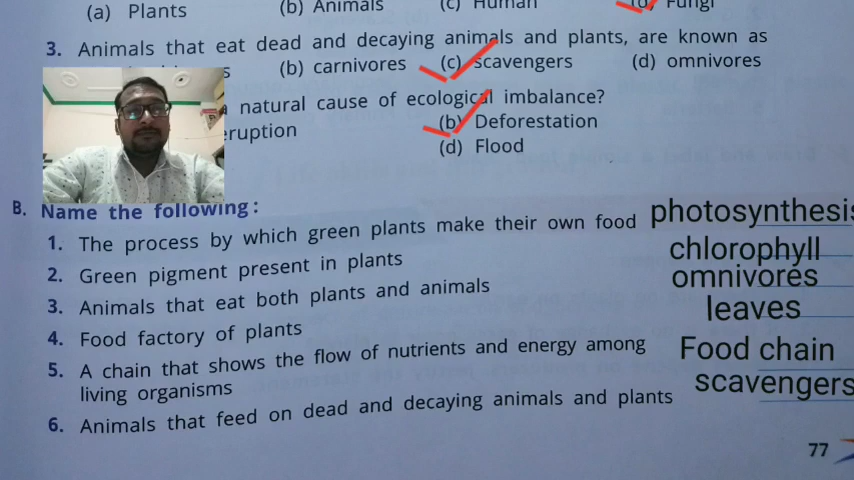 (a) Plants (b) Animals (c) Human (d) Fungi
3. Animals that eat dead and decaying animals and plants, are known as
(b) carnivores (c) scavengers (d) omnivores
natural cause of ecological imbalance?
eruption (b) Deforestation
(d) Flood
B. Name the following:
1. The process by which green plants make their own food photosynthesis
2. Green pigment present in plants chlorophyll
3. Animals that eat both plants and animals omnivores
4. Food factory of plants leaves
5. A chain that shows the flow of nutrients and energy among Food chain
living organisms
6. Animals that feed on dead and decaying animals and plants scavengers
77